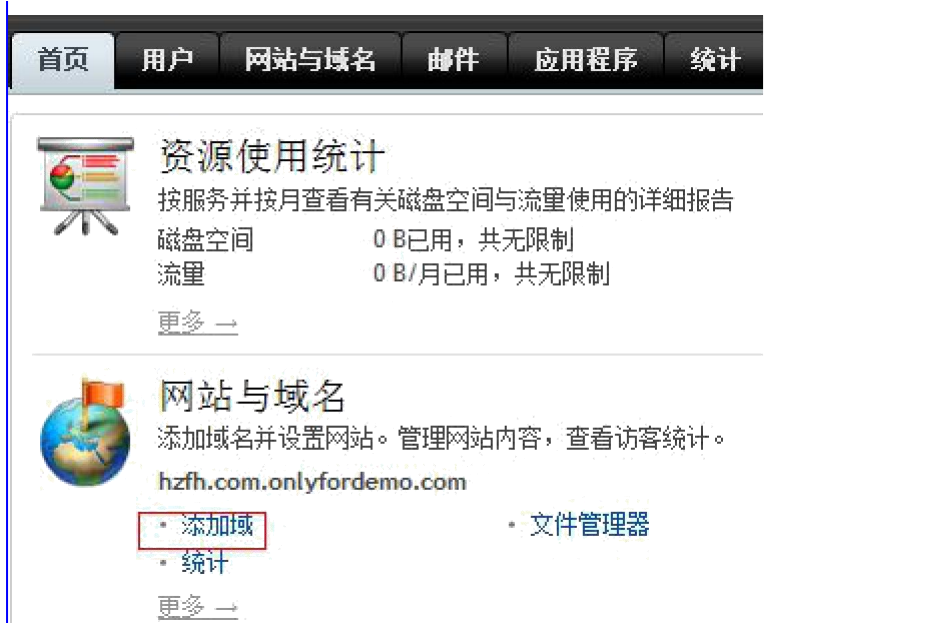 首页 用户 网站与域名 邮件 应用程序 统计
资源使用统计
按服务并按月查看有关磁盘空间与流量使用的详细报告
磁盘空间 0 B已用，共无限制
流量 0 B/月已用，共无限制
更多 →
网站与域名
添加域名并设置网站。管理网站内容，查看访客统计。
hzfh.com.onlyfordemo.com
• 添加域 • 文件管理器
• 统计
更多 →